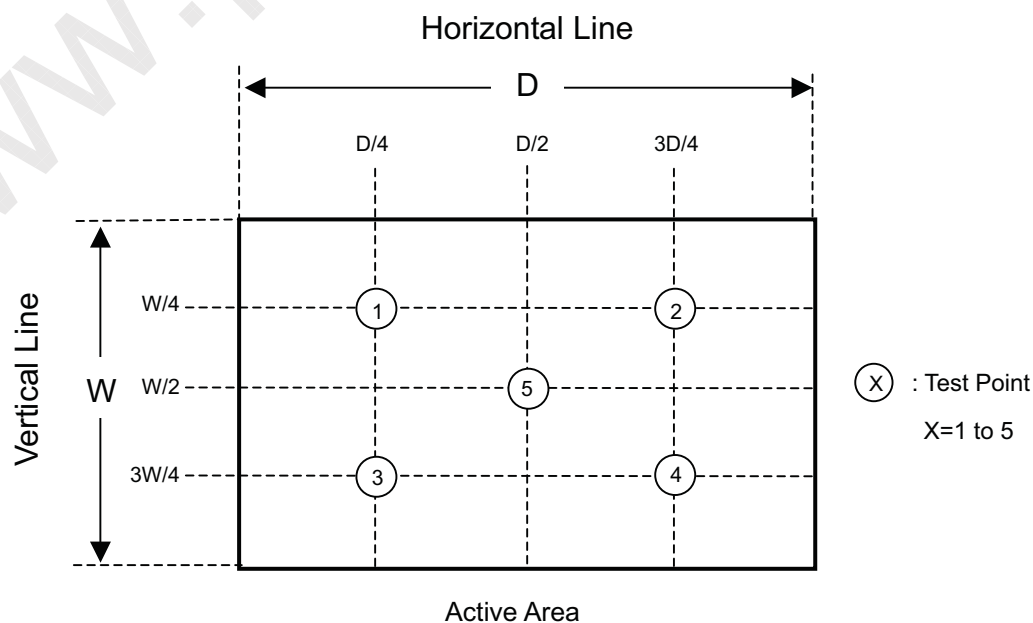 Horizontal Line
D
D/4 D/2 3D/4
W/4
1 2
Vertical Line
W
W/2
5
X : Test Point
X=1 to 5
3W/4
3 4
Active Area